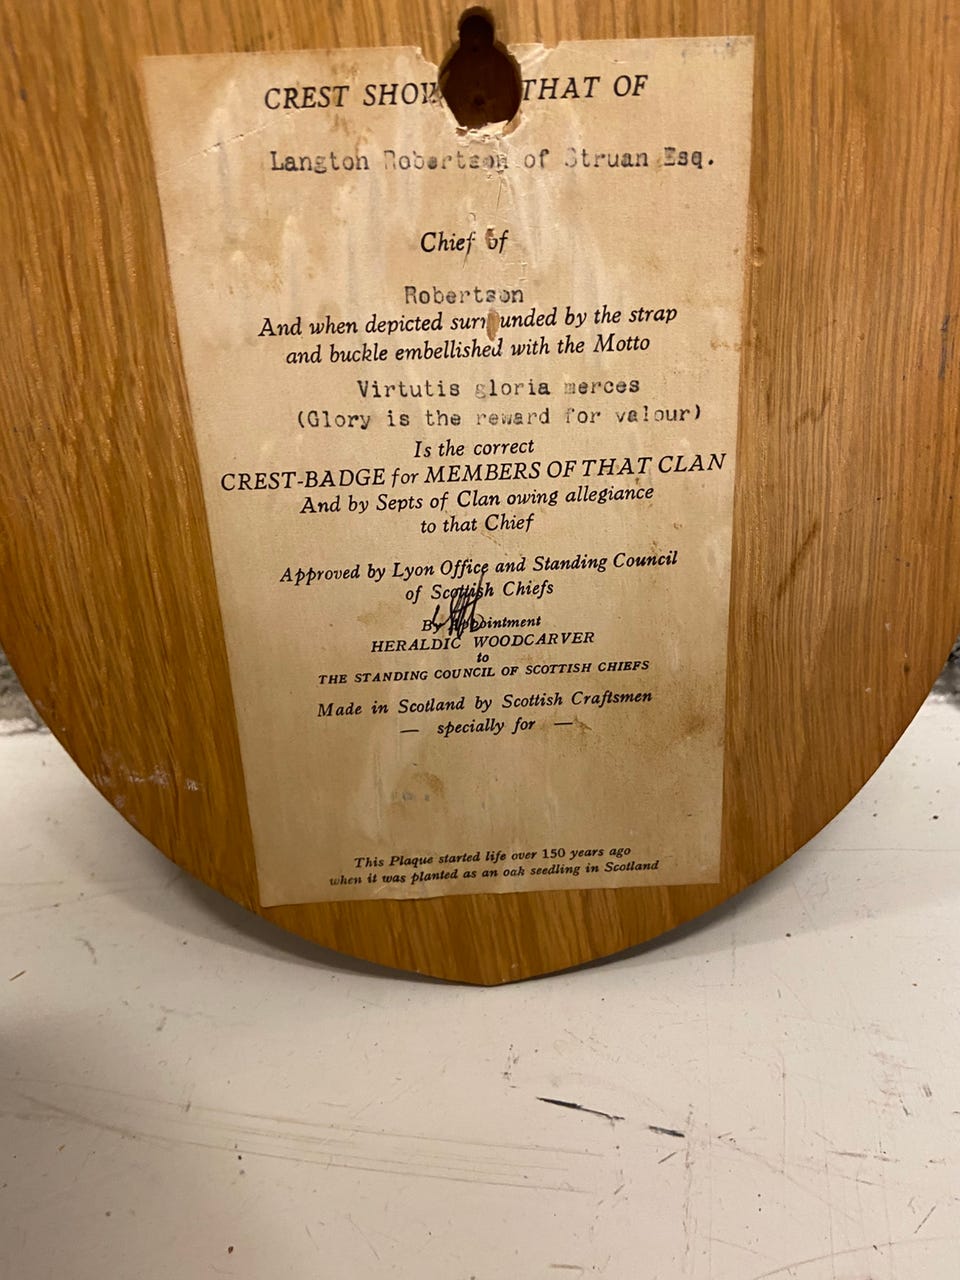 CREST SHOW THAT OF
Langton Robertson of Struan Esq.
Chief of
Robertson
And when depicted surrounded by the strap
and buckle embellished with the Motto
Virtutis gloria merces
(Glory is the reward for valour)
Is the correct
CREST-BADGE for MEMBERS OF THAT CLAN
And by Septs of Clan owing allegiance
to that Chief
Approved by Lyon Office and Standing Council
of Scottish Chiefs
By Appointment
HERALDIC WOODCARVER
to
THE STANDING COUNCIL OF SCOTTISH CHIEFS
Made in Scotland by Scottish Craftsmen
— specially for —
This Plaque started life over 150 years ago
when it was planted as an oak seedling in Scotland